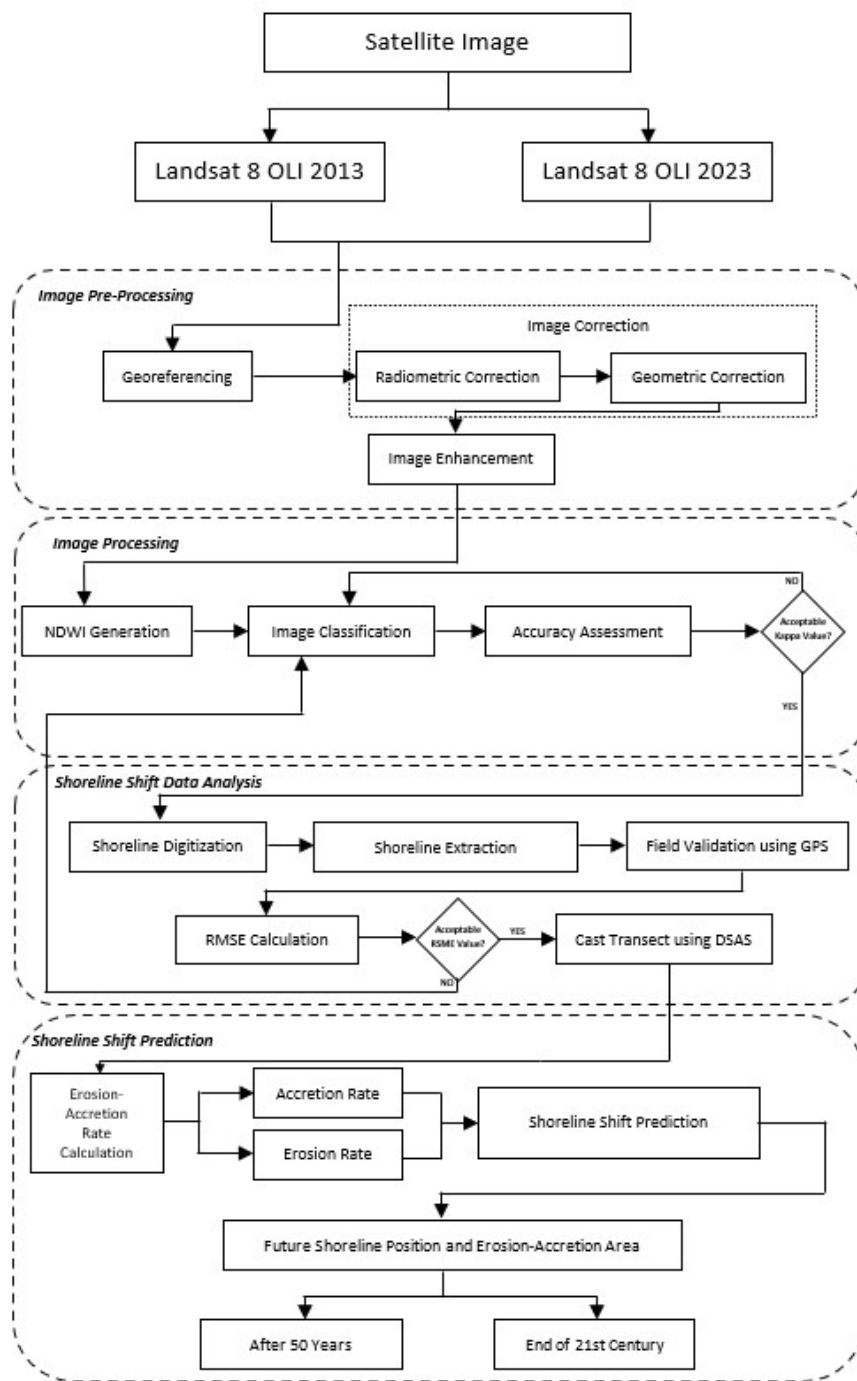 Satellite Image
Landsat 8 OLI 2013
Landsat 8 OLI 2023
Image Pre-Processing
Image Correction
Georeferencing
Radiometric Correction
Geometric Correction
Image Enhancement
Image Processing
NO
NDWI Generation
Image Classification
Accuracy Assessment
Acceptable
Kappa Value?
YES
Shoreline Shift Data Analysis
Shoreline Digitization
Shoreline Extraction
Field Validation using GPS
RMSE Calculation
Acceptable
RSME Value?
YES
Cast Transect using DSAS
NO
Shoreline Shift Prediction
Erosion-
Accretion
Rate
Calculation
Accretion Rate
Erosion Rate
Shoreline Shift Prediction
Future Shoreline Position and Erosion-Accretion Area
After 50 Years
End of 21st Century